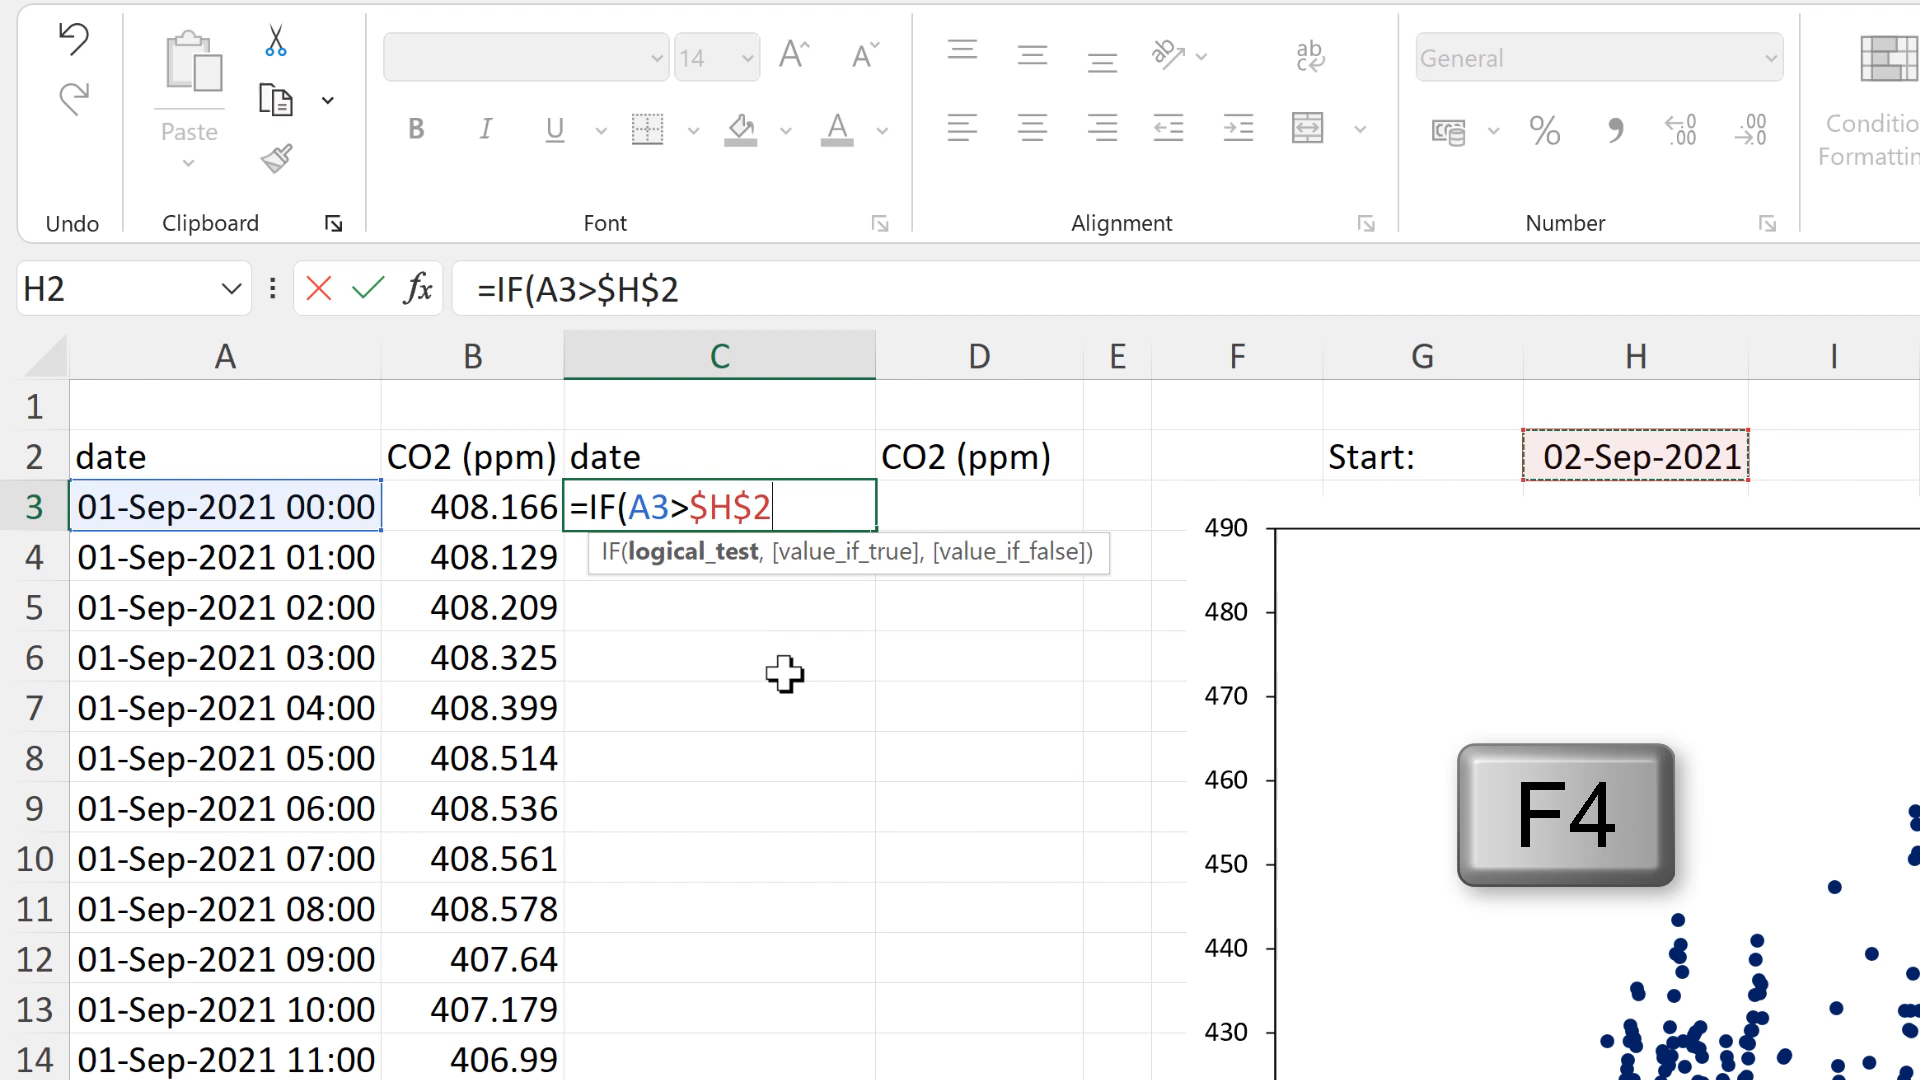 14
General
Paste
B I U A
ab
c
%
Conditio
Formattin
Undo
Clipboard
Font
Alignment
Number
H2
fx
=IF(A3>$H$2
A B C D E F G H I
1
2 date CO2 (ppm) date CO2 (ppm) Start: 02-Sep-2021
3 01-Sep-2021 00:00 408.166 =IF(A3>$H$2
IF(logical_test, [value_if_true], [value_if_false])
4 01-Sep-2021 01:00 408.129
5 01-Sep-2021 02:00 408.209
6 01-Sep-2021 03:00 408.325
7 01-Sep-2021 04:00 408.399
8 01-Sep-2021 05:00 408.514
9 01-Sep-2021 06:00 408.536
10 01-Sep-2021 07:00 408.561
11 01-Sep-2021 08:00 408.578
12 01-Sep-2021 09:00 407.64
13 01-Sep-2021 10:00 407.179
14 01-Sep-2021 11:00 406.99
490
480
470
460
450
440
430
F4